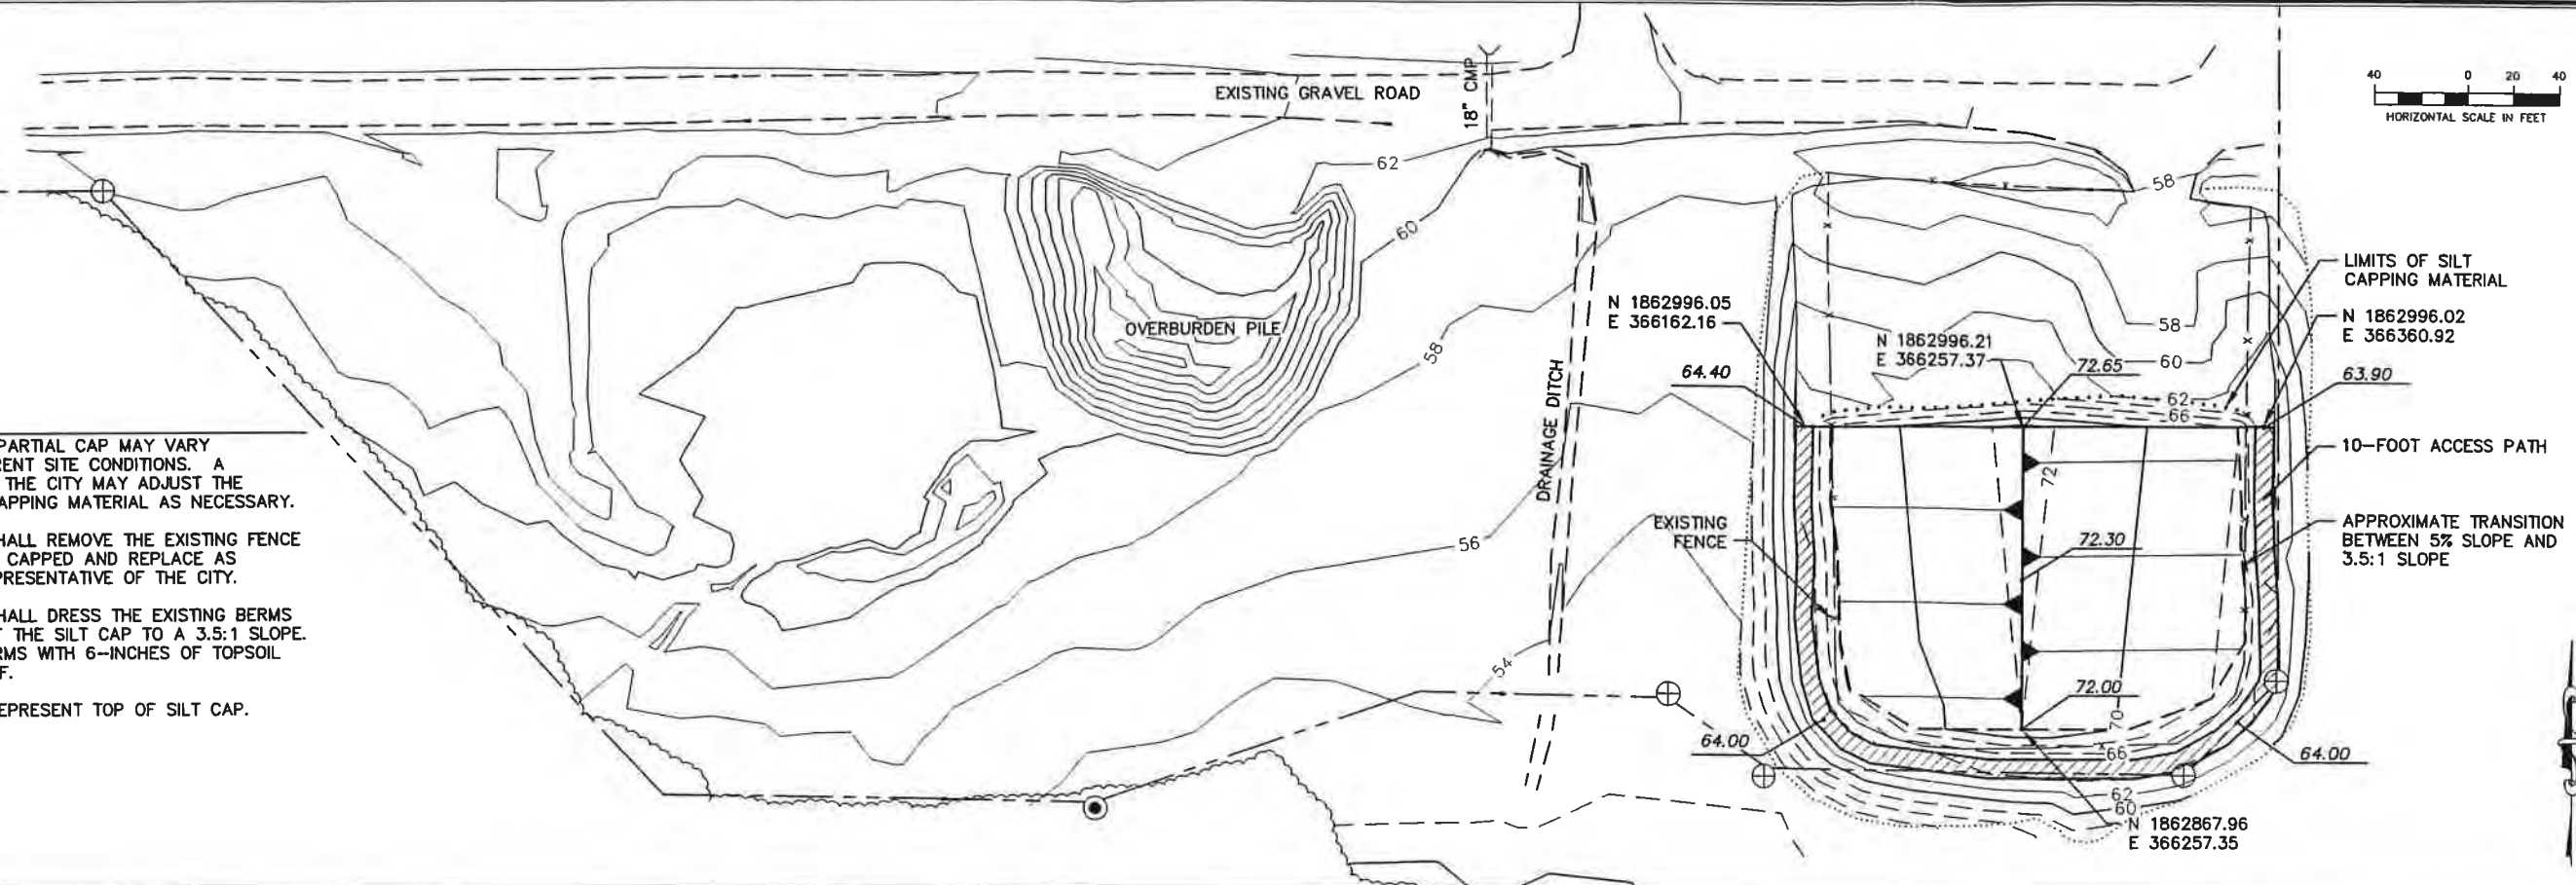 40 0 20 40
HORIZONTAL SCALE IN FEET
EXISTING GRAVEL ROAD
18" CMP
62
60
58
OVERBURDEN PILE
58
DRAINAGE DITCH
56
54
N 1862996.05
E 366162.16
64.40
N 1862996.21
E 366257.37
72.65
LIMITS OF SILT
CAPPING MATERIAL
58
N 1862996.02
E 366360.92
60
63.90
62
66
10-FOOT ACCESS PATH
72
EXISTING
FENCE
72.30
APPROXIMATE TRANSITION
BETWEEN 5% SLOPE AND
3.5:1 SLOPE
72.00
70
64.00
66
64.00
62
60
N 1862867.96
E 366257.35
PARTIAL CAP MAY VARY
RENT SITE CONDITIONS. A
THE CITY MAY ADJUST THE
APPING MATERIAL AS NECESSARY.
HALL REMOVE THE EXISTING FENCE
CAPPED AND REPLACE AS
PRESENTATIVE OF THE CITY.
HALL DRESS THE EXISTING BERMS
T THE SILT CAP TO A 3.5:1 SLOPE.
RMS WITH 6-INCHES OF TOPSOIL
F.
EPRESENT TOP OF SILT CAP.